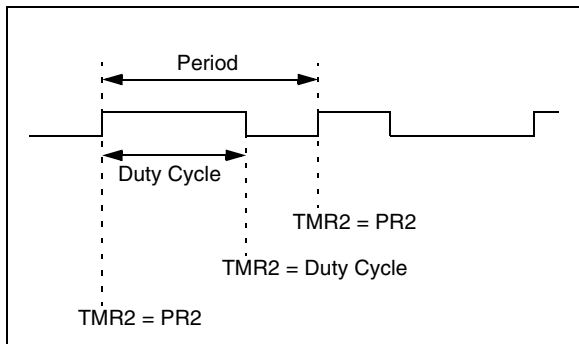 Period
Duty Cycle
TMR2 = PR2
TMR2 = Duty Cycle
TMR2 = PR2